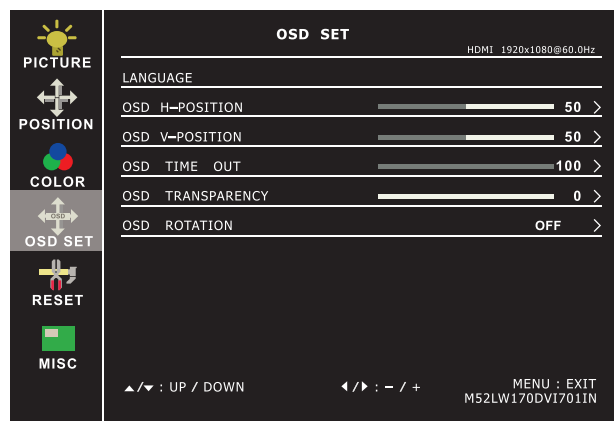 PICTURE
POSITION
COLOR
OSD
OSD SET
RESET
MISC
OSD SET
HDMI 1920x1080@60.0Hz
LANGUAGE
OSD H-POSITION 50 >
OSD V-POSITION 50 >
OSD TIME OUT 100 >
OSD TRANSPARENCY 0 >
OSD ROTATION OFF >
▲/▼ : UP / DOWN ◀/▶ : - / + MENU : EXIT
M52LW170DVI701IN